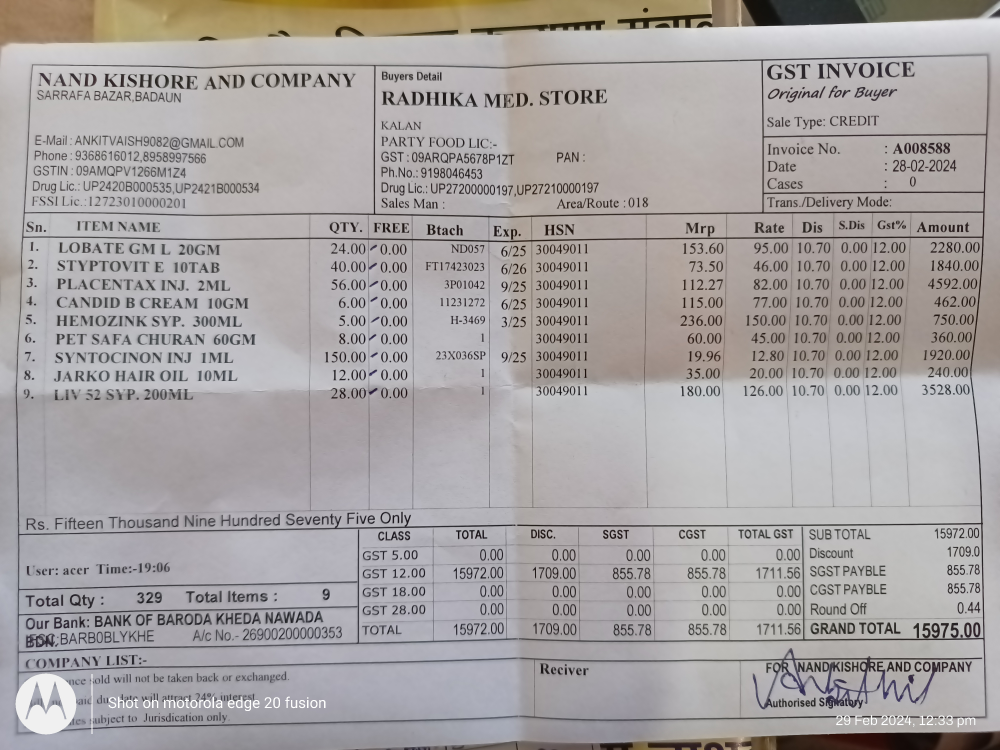 NAND KISHORE AND COMPANY
SARRAFA BAZAR,BADAUN
E-Mail : ANKITVAISH9082@GMAIL.COM
Phone : 9368616012,8958997566
GSTIN : 09AMQPV1266M1Z4
Drug Lic.: UP2420B000535,UP2421B000534
FSSI Lic.:12723010000201
Buyers Detail
RADHIKA MED. STORE
KALAN
PARTY FOOD LIC:-
GST : 09ARQPA5678P1ZT PAN :
Ph.No.: 9198046453
Drug Lic.: UP27200000197,UP27210000197
Sales Man : Area/Route : 018
GST INVOICE
Original for Buyer
Sale Type: CREDIT
Invoice No. : A008588
Date : 28-02-2024
Cases : 0
Trans./Delivery Mode:
Sn. ITEM NAME QTY. FREE Btach Exp. HSN Mrp Rate Dis S.Dis Gst% Amount
1. LOBATE GM L 20GM 24.00 0.00 ND057 6/25 30049011 153.60 95.00 10.70 0.00 12.00 2280.00
2. STYPTOVIT E 10TAB 40.00 0.00 FT17423023 6/26 30049011 73.50 46.00 10.70 0.00 12.00 1840.00
3. PLACENTAX INJ. 2ML 56.00 0.00 3P01042 9/25 30049011 112.27 82.00 10.70 0.00 12.00 4592.00
4. CANDID B CREAM 10GM 6.00 0.00 11231272 6/25 30049011 115.00 77.00 10.70 0.00 12.00 462.00
5. HEMOZINK SYP. 300ML 5.00 0.00 H-3469 3/25 30049011 236.00 150.00 10.70 0.00 12.00 750.00
6. PET SAFA CHURAN 60GM 8.00 0.00 1 30049011 60.00 45.00 10.70 0.00 12.00 360.00
7. SYNTOCINON INJ 1ML 150.00 0.00 23X036SP 9/25 30049011 19.96 12.80 10.70 0.00 12.00 1920.00
8. JARKO HAIR OIL 10ML 12.00 0.00 1 30049011 35.00 20.00 10.70 0.00 12.00 240.00
9. LIV 52 SYP. 200ML 28.00 0.00 1 30049011 180.00 126.00 10.70 0.00 12.00 3528.00
Rs. Fifteen Thousand Nine Hundred Seventy Five Only
User: acer Time:-19:06
Total Qty : 329 Total Items : 9
Our Bank: BANK OF BARODA KHEDA NAWADA
BARB0BLYKHE A/c No.- 26900200000353
CLASS TOTAL DISC. SGST CGST TOTAL GST
GST 5.00 0.00 0.00 0.00 0.00 0.00
GST 12.00 15972.00 1709.00 855.78 855.78 1711.56
GST 18.00 0.00 0.00 0.00 0.00 0.00
GST 28.00 0.00 0.00 0.00 0.00 0.00
TOTAL 15972.00 1709.00 855.78 855.78 1711.56
SUB TOTAL 15972.00
Discount 1709.0
SGST PAYBLE 855.78
CGST PAYBLE 855.78
Round Off 0.44
GRAND TOTAL 15975.00
COMPANY LIST:-
sold will not be taken back or exchanged.
will attract 24% interest.
subject to Jurisdication only.
Reciver
FOR NAND KISHORE AND COMPANY
Authorised Signatory
Shot on motorola edge 20 fusion
29 Feb 2024, 12:33 pm